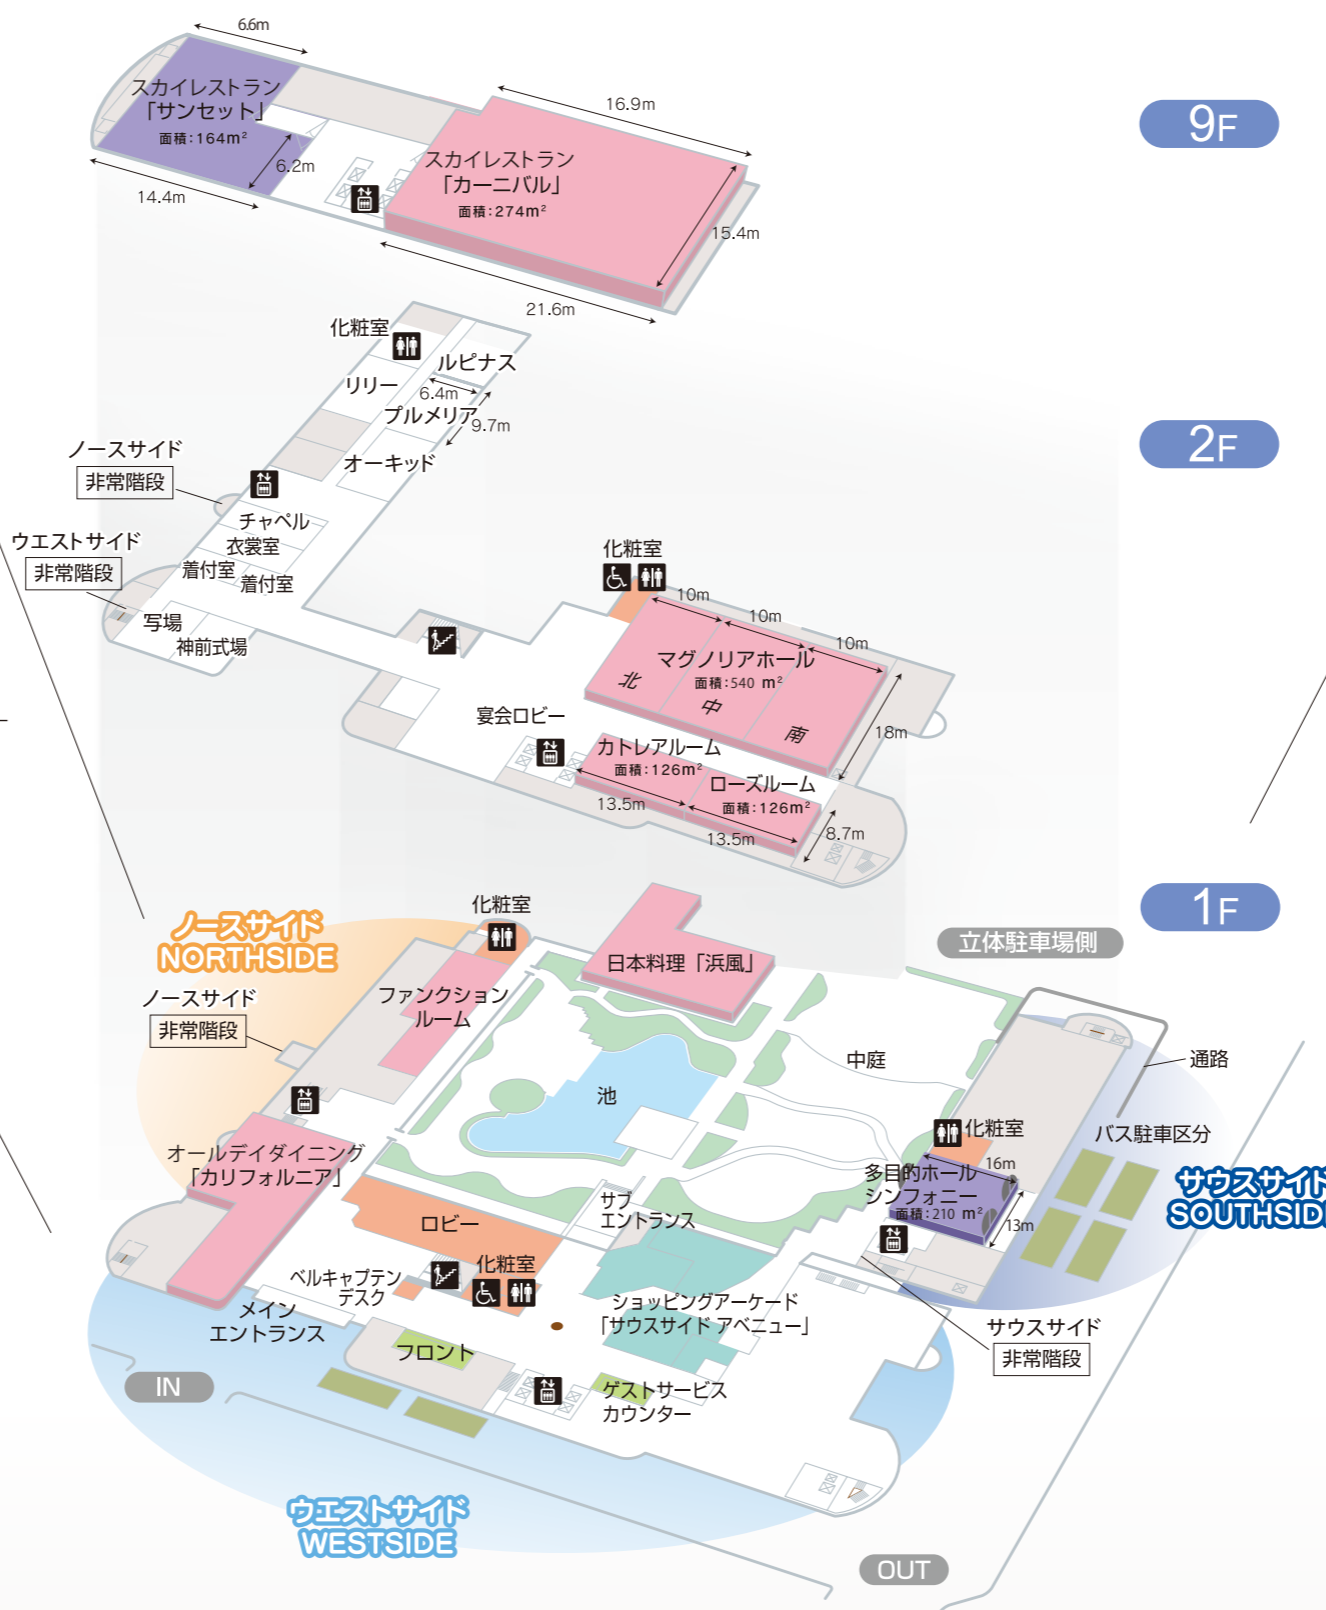 9F
6.6m
スカイレストラン
「サンセット」
面積:164m²
6.2m
14.4m
16.9m
スカイレストラン
「カーニバル」
面積:274m²
15.4m
21.6m
2F
化粧室
ルピナス
リリー
6.4m
プルメリア
9.7m
オーキッド
ノースサイド
非常階段
チャペル
衣裳室
着付室
着付室
ウエストサイド
非常階段
写場
神前式場
化粧室
10m
10m
10m
マグノリアホール
面積:540 m²
北
中
南
18m
宴会ロビー
カトレアルーム
面積:126m²
ローズルーム
面積:126m²
13.5m
13.5m
8.7m
1F
立体駐車場側
化粧室
ノースサイド
NORTHSIDE
ノースサイド
非常階段
ファンクション
ルーム
日本料理「浜風」
池
中庭
通路
化粧室
バス駐車区分
16m
多目的ホール
シンフォニー
面積:210 m²
13m
サウスサイド
SOUTHSIDE
オールデイダイニング
「カリフォルニア」
ロビー
サブ
エントランス
化粧室
ベルキャプテン
デスク
メイン
エントランス
ショッピングアーケード
「サウスサイド アベニュー」
サウスサイド
非常階段
フロント
IN
ゲストサービス
カウンター
ウエストサイド
WESTSIDE
OUT